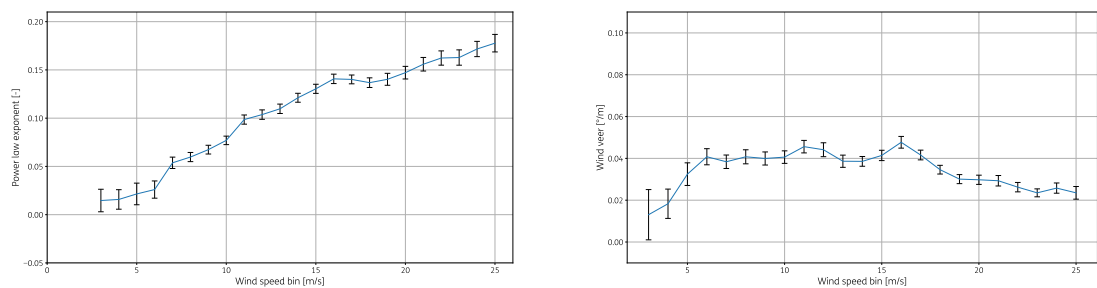 0.20
0.15
0.10
0.05
0.00
−0.05
Power law exponent [-]
0 5 10 15 20 25
Wind speed bin [m/s]
0.10
0.08
0.06
0.04
0.02
0.00
Wind veer [°/m]
5 10 15 20 25
Wind speed bin [m/s]